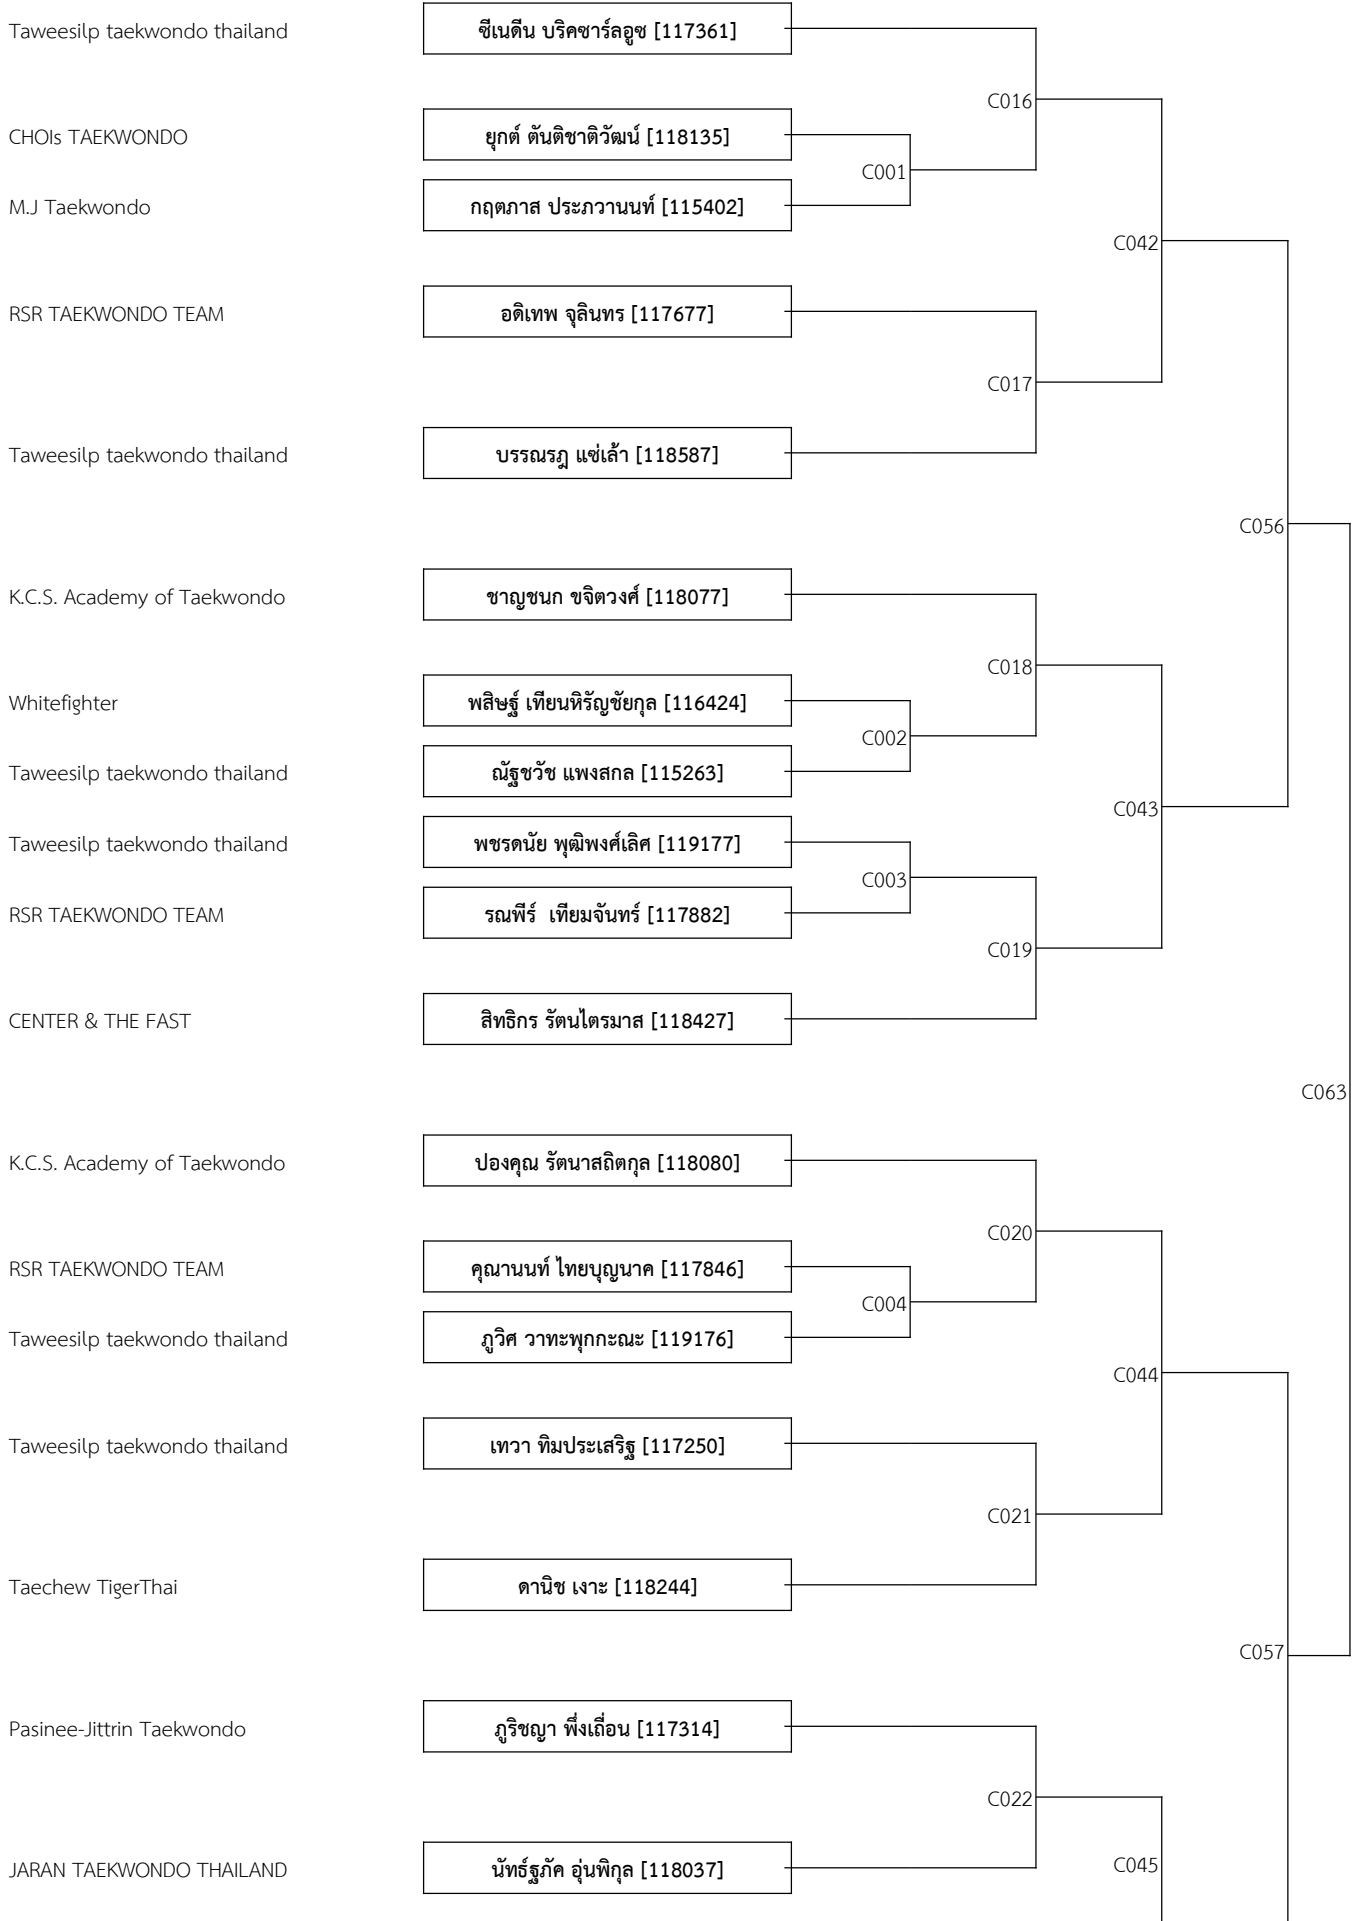 Taweesilp taekwondo thailand ซีเนดีน บริคซาร์ลอูซ [117361]
C016
CHOIs TAEKWONDO ยุกต์ ตันติชาติวัฒน์ [118135]
C001
M.J Taekwondo กฤตภาส ประภวานนท์ [115402]
C042
RSR TAEKWONDO TEAM อดิเทพ จุลินทร [117677]
C017
Taweesilp taekwondo thailand บรรณรฎ แซ่เล้า [118587]
C056
K.C.S. Academy of Taekwondo ชาญชนก ขจิตวงศ์ [118077]
C018
Whitefighter พสิษฐ์ เทียนหิรัญชัยกุล [116424]
C002
Taweesilp taekwondo thailand ณัฐชวัช แพงสกล [115263]
C043
Taweesilp taekwondo thailand พชรดนัย พุฒิพงศ์เลิศ [119177]
C003
RSR TAEKWONDO TEAM รณพีร์  เทียมจันทร์ [117882]
C019
CENTER & THE FAST สิทธิกร รัตนไตรมาส [118427]
C063
K.C.S. Academy of Taekwondo ปองคุณ รัตนาสถิตกุล [118080]
C020
RSR TAEKWONDO TEAM คุณานนท์ ไทยบุญนาค [117846]
C004
Taweesilp taekwondo thailand ภูวิศ วาทะพุกกะณะ [119176]
C044
Taweesilp taekwondo thailand เทวา ทิมประเสริฐ [117250]
C021
Taechew TigerThai ดานิช เงาะ [118244]
C057
Pasinee-Jittrin Taekwondo ภูริชญา พึ่งเถื่อน [117314]
C022
JARAN TAEKWONDO THAILAND นัทธ์ฐภัค อุ่นพิกุล [118037]
C045